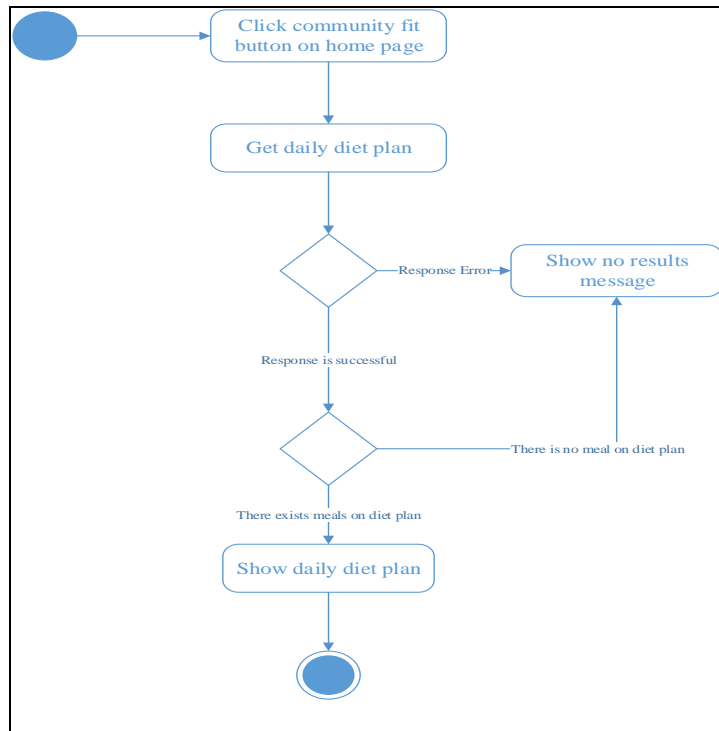 Click community fit
button on home page
Get daily diet plan
Response Error
Show no results
message
Response is successful
There is no meal on diet plan
There exists meals on diet plan
Show daily diet plan